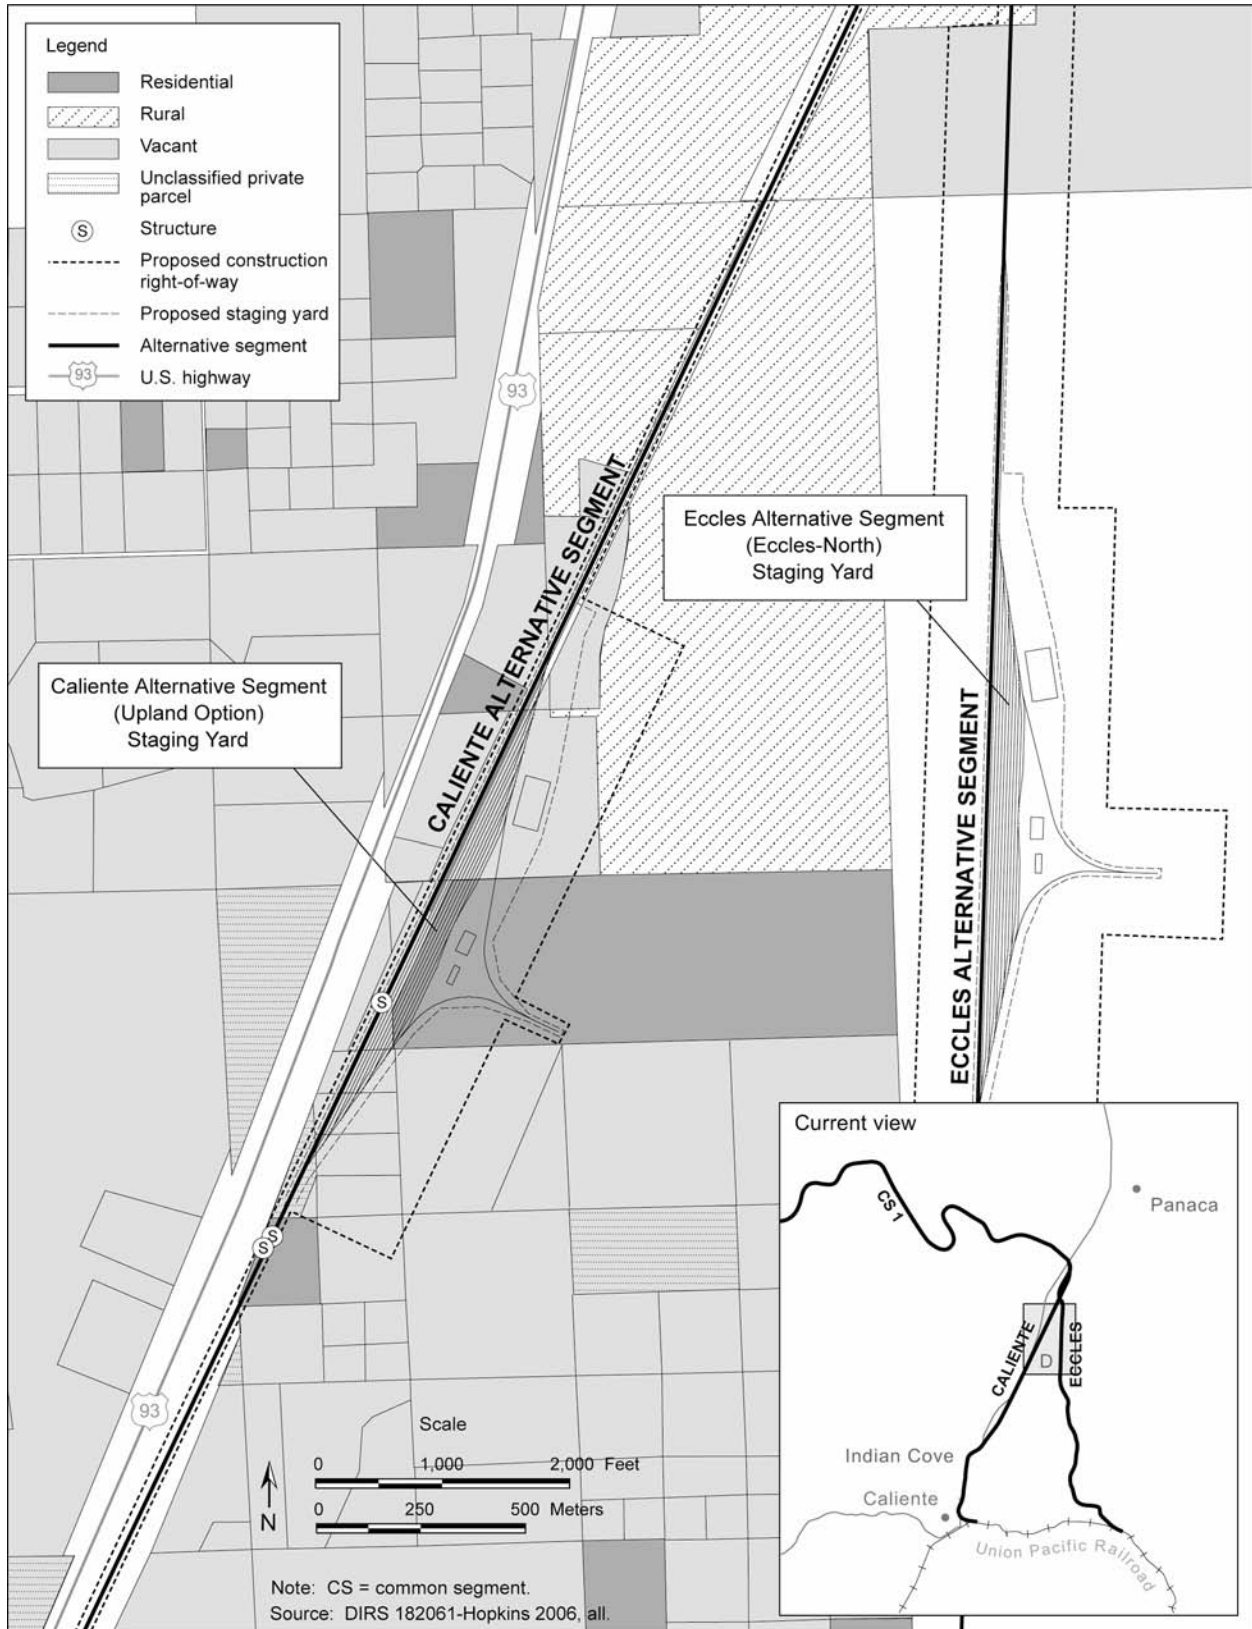 Legend
Residential
Rural
Vacant
Unclassified private
parcel
S
Structure
Proposed construction
right-of-way
Proposed staging yard
Alternative segment
93
U.S. highway
93
CALIENTE ALTERNATIVE SEGMENT
Eccles Alternative Segment
(Eccles-North)
Staging Yard
Caliente Alternative Segment
(Upland Option)
Staging Yard
ECCLES ALTERNATIVE SEGMENT
S
S
S
93
Scale
0 1,000 2,000 Feet
0 250 500 Meters
N
Note: CS = common segment.
Source: DIRS 182061-Hopkins 2006, all.
Current view
Panaca
CS 1
CALIENTE
D
ECCLES
Indian Cove
Caliente
Union Pacific Railroad